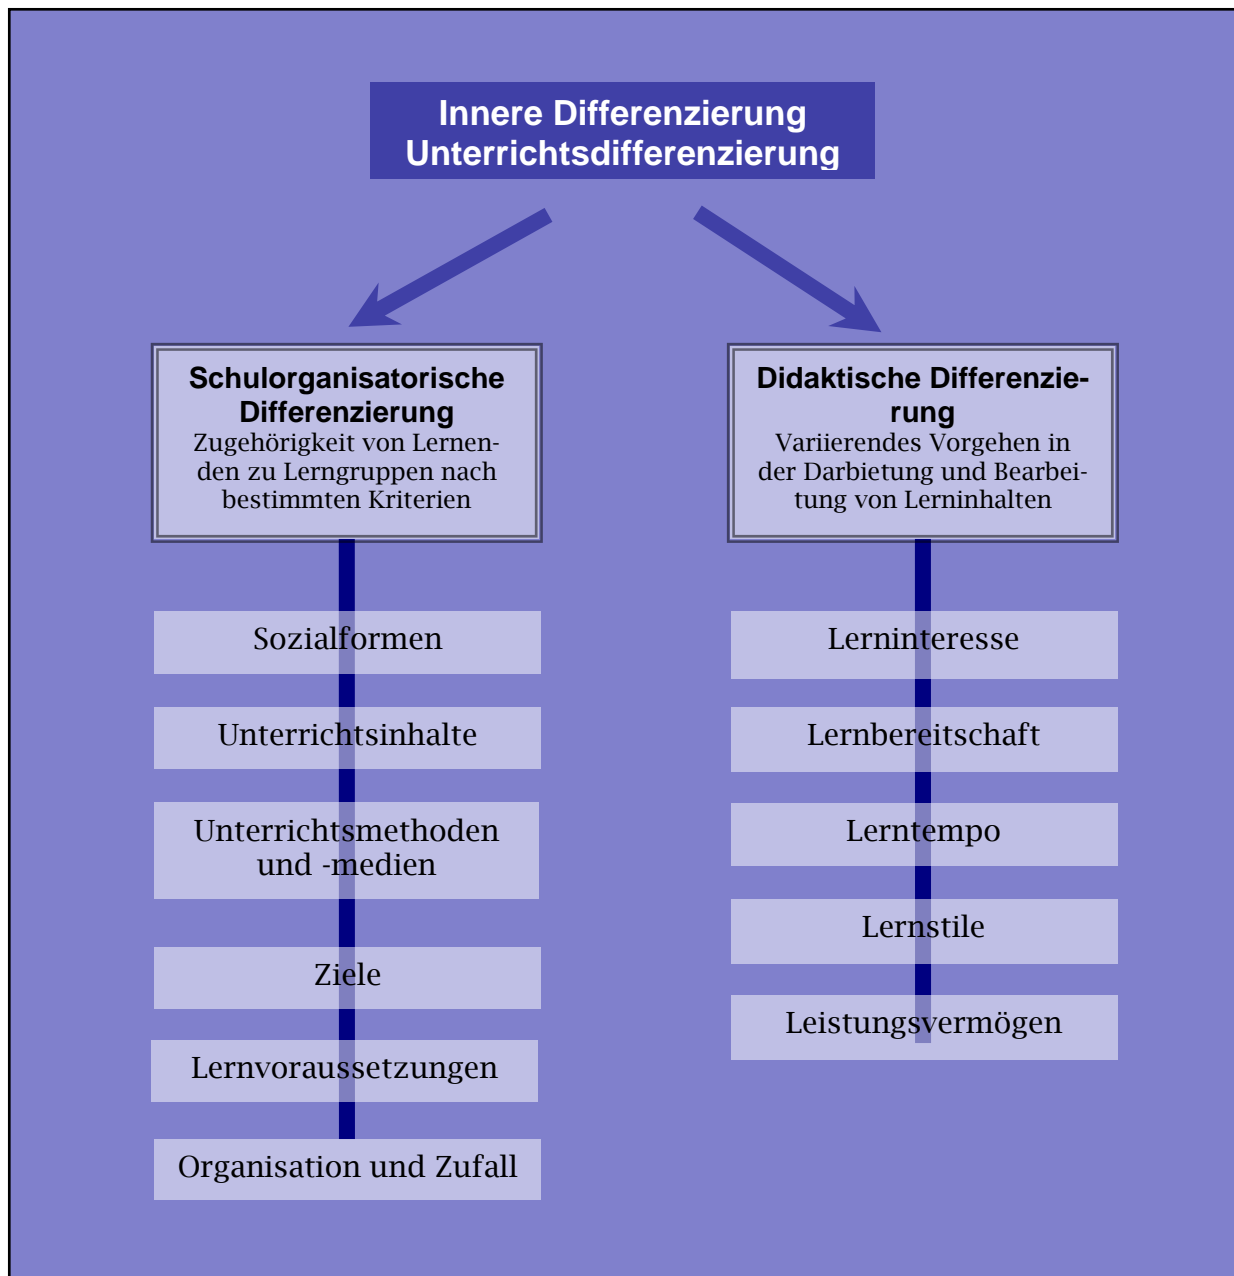 Innere Differenzierung
Unterrichtsdifferenzierung
Schulorganisatorische
Differenzierung
Zugehörigkeit von Lernen-
den zu Lerngruppen nach
bestimmten Kriterien
Sozialformen
Unterrichtsinhalte
Unterrichtsmethoden
und -medien
Ziele
Lernvoraussetzungen
Organisation und Zufall
Didaktische Differenzie-
rung
Variierendes Vorgehen in
der Darbietung und Bearbei-
tung von Lerninhalten
Lerninteresse
Lernbereitschaft
Lerntempo
Lernstile
Leistungsvermögen